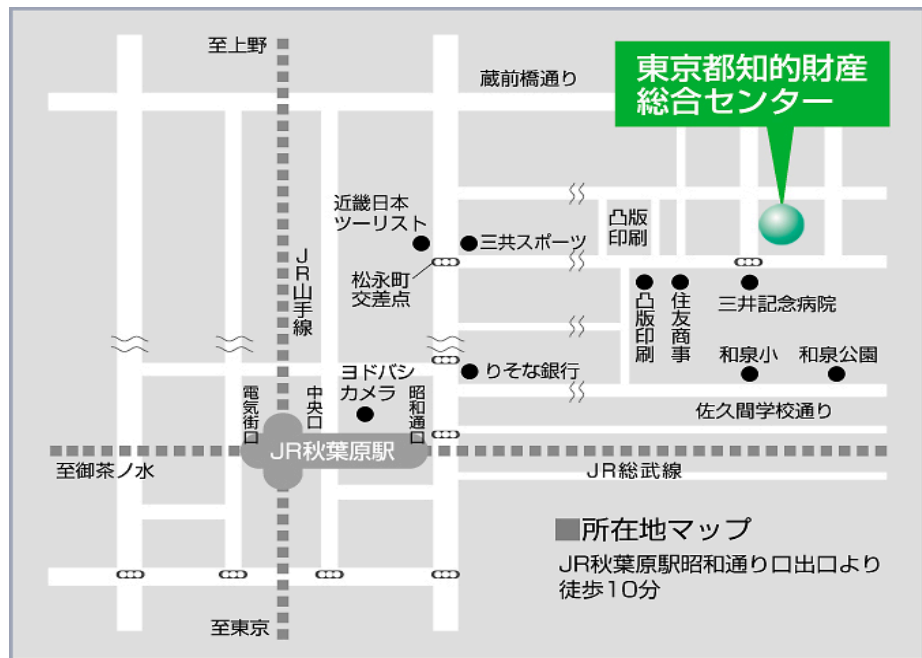 至上野
蔵前橋通り
東京都知的財産
総合センター
近畿日本
ツーリスト
三共スポーツ
凸版
印刷
JR山手線
松永町
交差点
凸版印刷
住友商事
三井記念病院
ヨドバシ
カメラ
りそな銀行
和泉小
和泉公園
電気街口
中央口
昭和通口
佐久間学校通り
JR秋葉原駅
至御茶ノ水
JR総武線
所在地マップ
JR秋葉原駅昭和通り口出口より
徒歩10分
至東京